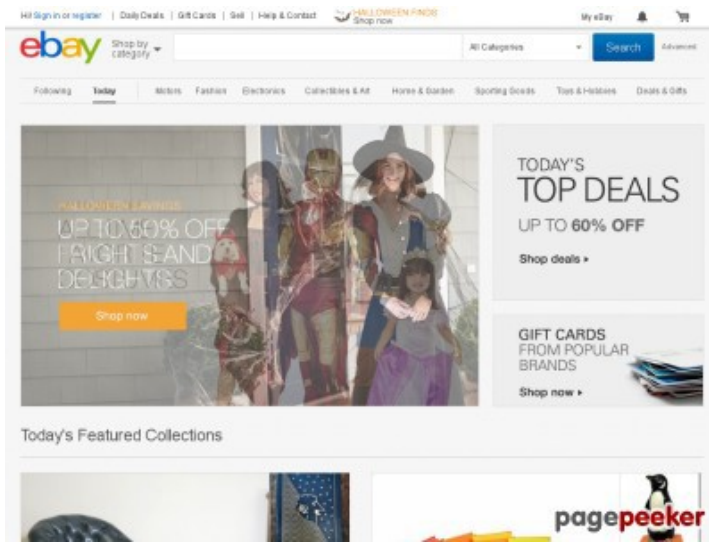 Hi! Sign in or register | Daily Deals | Gift Cards | Sell | Help & Contact
HALLOWEEN FINDS
Shop now
My eBay
ebay
Shop by
category
All Categories
Search
Advanced
Following Today Motors Fashion Electronics Collectibles & Art Home & Garden Sporting Goods Toys & Hobbies Deals & Gifts
HALLOWEEN SAVINGS
UP TO 60% OFF
FRIGHTS AND
DELIGHTS
Shop now
TODAY'S
TOP DEALS
UP TO 60% OFF
Shop deals
GIFT CARDS
FROM POPULAR
BRANDS
Shop now
Today's Featured Collections
pagepeeker